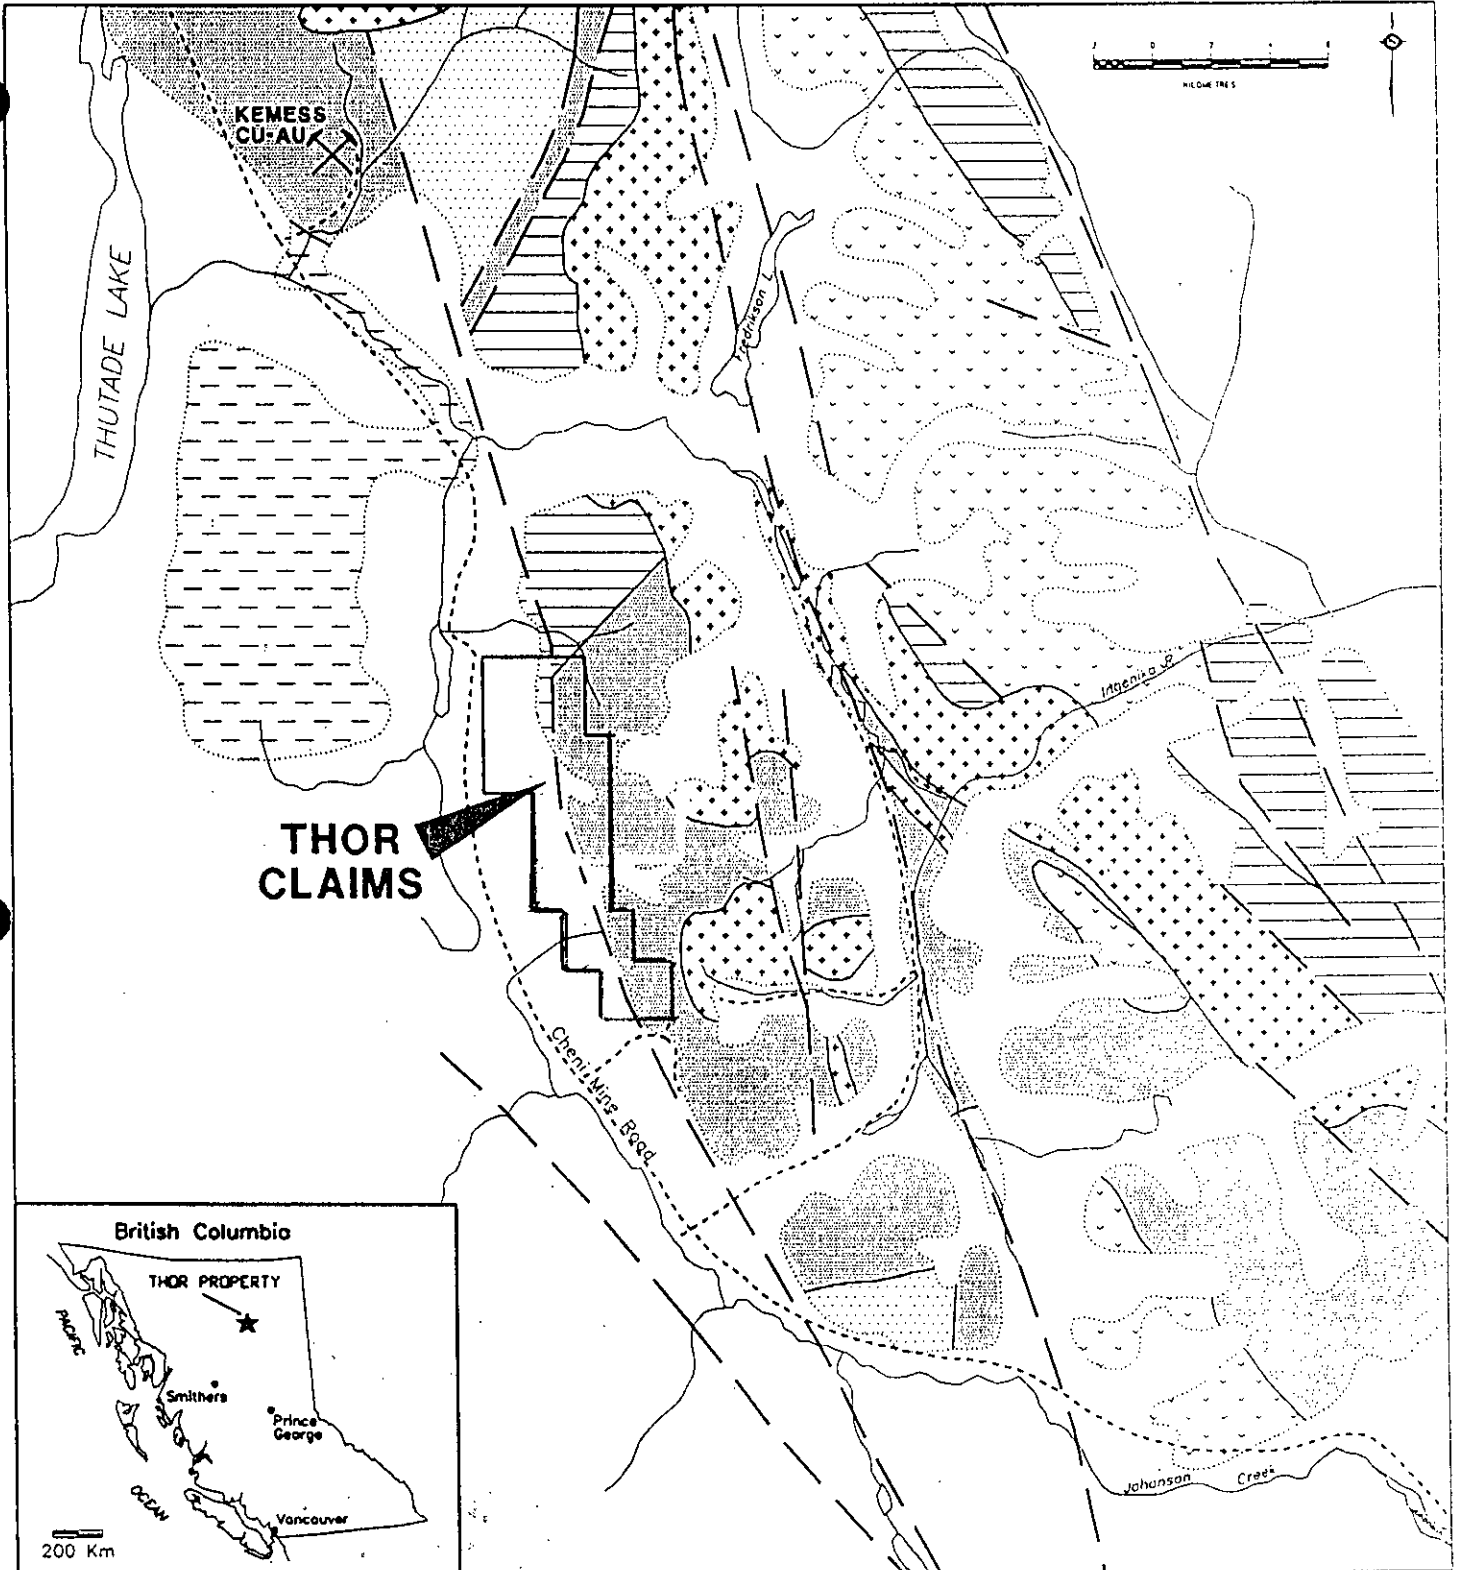 KEMESS
CU-AU
KILOMETRES
THUTADE LAKE
Fredrikson L.
Ingenika R.
THOR
CLAIMS
Cheni Mine Road
British Columbia
THOR PROPERTY
PACIFIC
Smithers
Prince
George
OCEAN
Vancouver
200 Km
Johanson Creek